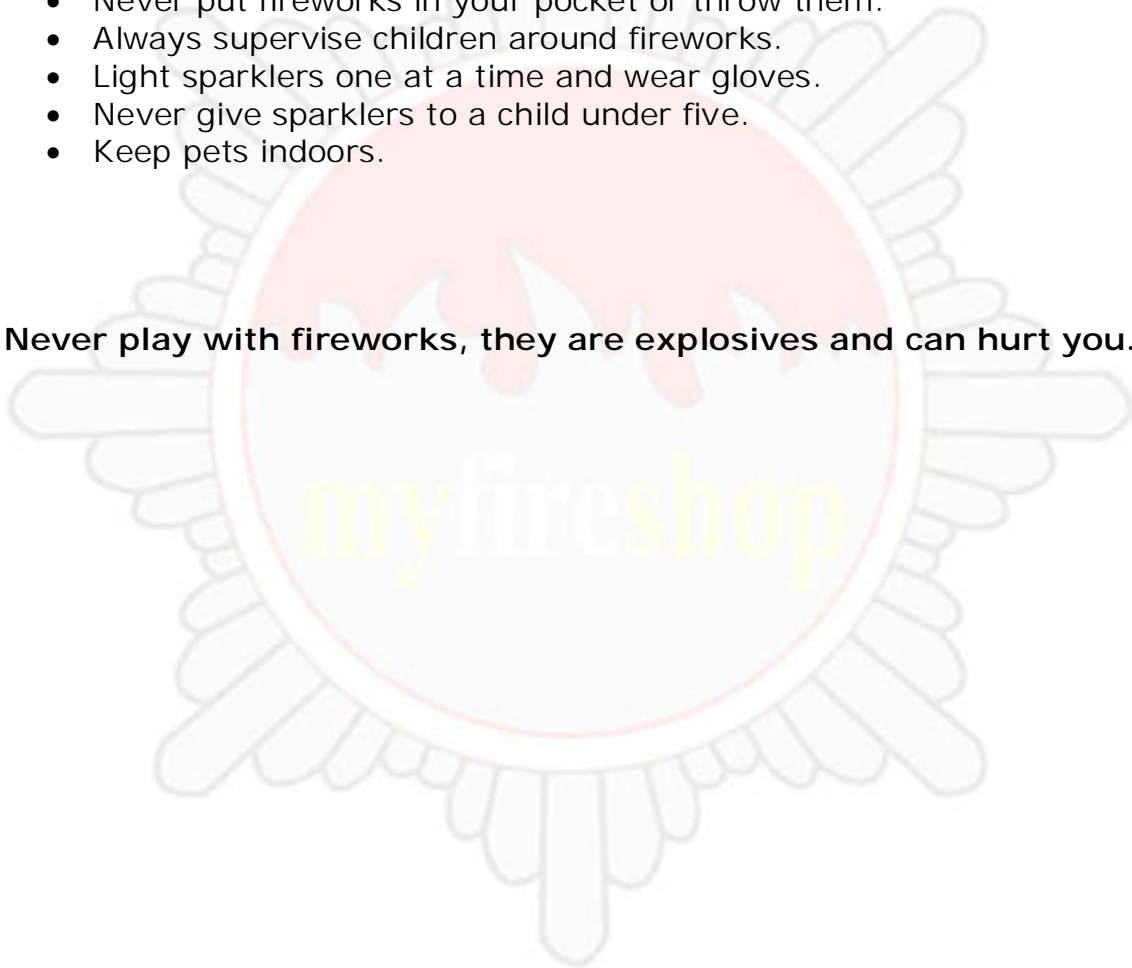 • Never put fireworks in your pocket or throw them.
• Always supervise children around fireworks.
• Light sparklers one at a time and wear gloves.
• Never give sparklers to a child under five.
• Keep pets indoors.
Never play with fireworks, they are explosives and can hurt you.
myfireshop